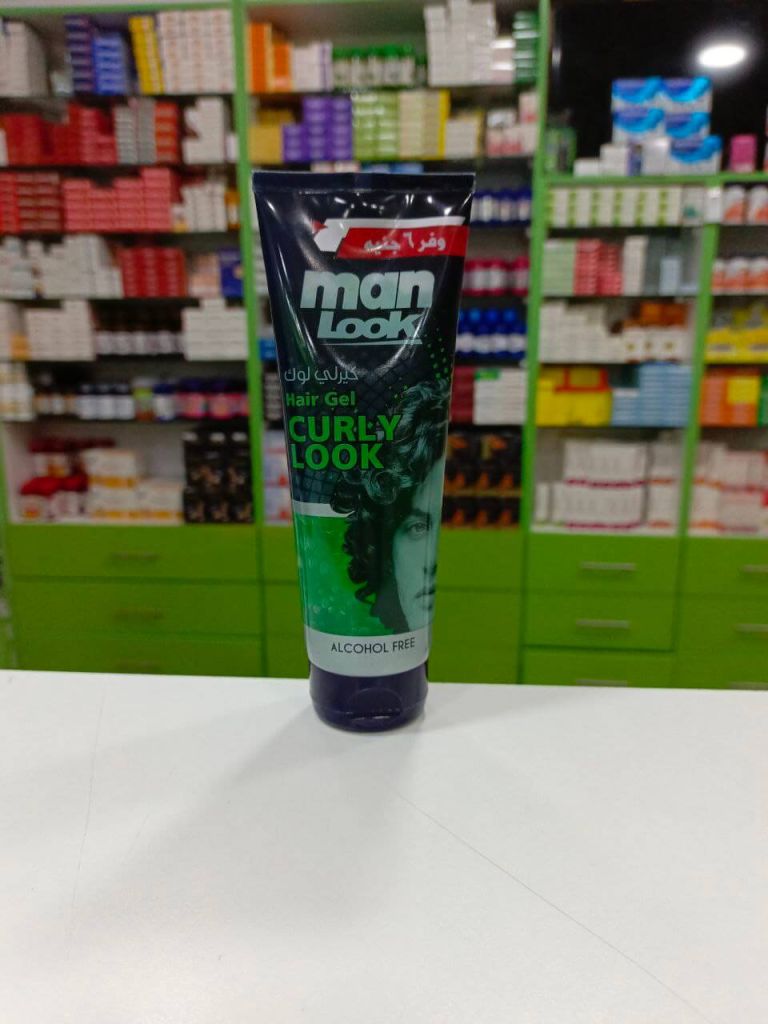 وفر ٦ جنيه
man
LOOK
كيرلي لوك
Hair Gel
CURLY
LOOK
ALCOHOL FREE